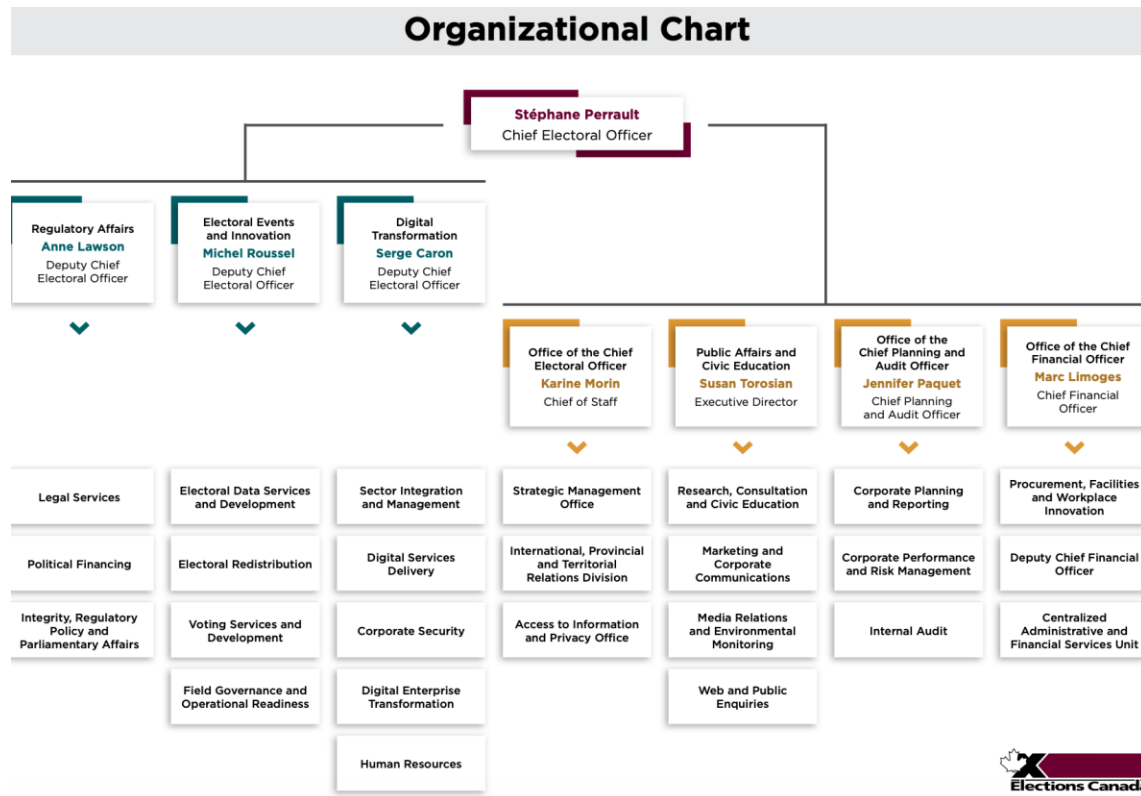 Organizational Chart
Stéphane Perrault
Chief Electoral Officer
Regulatory Affairs
Anne Lawson
Deputy Chief
Electoral Officer
Electoral Events
and Innovation
Michel Roussel
Deputy Chief
Electoral Officer
Digital
Transformation
Serge Caron
Deputy Chief
Electoral Officer
Office of the Chief
Electoral Officer
Karine Morin
Chief of Staff
Public Affairs and
Civic Education
Susan Torosian
Executive Director
Office of the
Chief Planning and
Audit Officer
Jennifer Paquet
Chief Planning
and Audit Officer
Office of the Chief
Financial Officer
Marc Limoges
Chief Financial
Officer
Legal Services
Political Financing
Integrity, Regulatory
Policy and
Parliamentary Affairs
Electoral Data Services
and Development
Electoral Redistribution
Voting Services and
Development
Field Governance and
Operational Readiness
Sector Integration
and Management
Digital Services
Delivery
Corporate Security
Digital Enterprise
Transformation
Human Resources
Strategic Management
Office
International, Provincial
and Territorial
Relations Division
Access to Information
and Privacy Office
Research, Consultation
and Civic Education
Marketing and
Corporate
Communications
Media Relations
and Environmental
Monitoring
Web and Public
Enquiries
Corporate Planning
and Reporting
Corporate Performance
and Risk Management
Internal Audit
Procurement, Facilities
and Workplace
Innovation
Deputy Chief Financial
Officer
Centralized
Administrative and
Financial Services Unit
Elections Canad